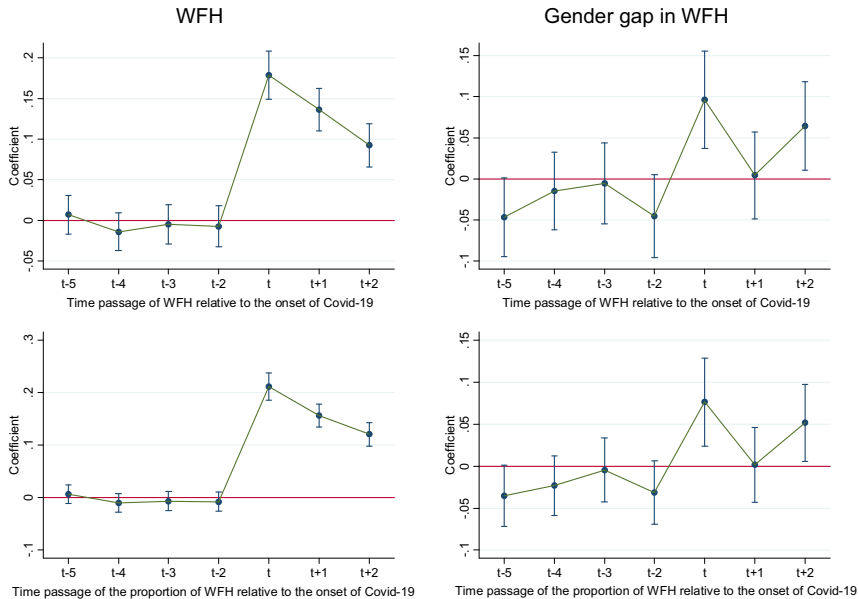 WFH
Gender gap in WFH
Coefficient
.2
.15
.1
.05
0
-.05
t-5 t-4 t-3 t-2 t t+1 t+2
Time passage of WFH relative to the onset of Covid-19
Coefficient
.15
.1
.05
0
-.05
-.1
t-5 t-4 t-3 t-2 t t+1 t+2
Time passage of WFH relative to the onset of Covid-19
Coefficient
.3
.2
.1
0
-.1
t-5 t-4 t-3 t-2 t t+1 t+2
Time passage of the proportion of WFH relative to the onset of Covid-19
Coefficient
.15
.1
.05
0
-.05
-.1
t-5 t-4 t-3 t-2 t t+1 t+2
Time passage of the proportion of WFH relative to the onset of Covid-19